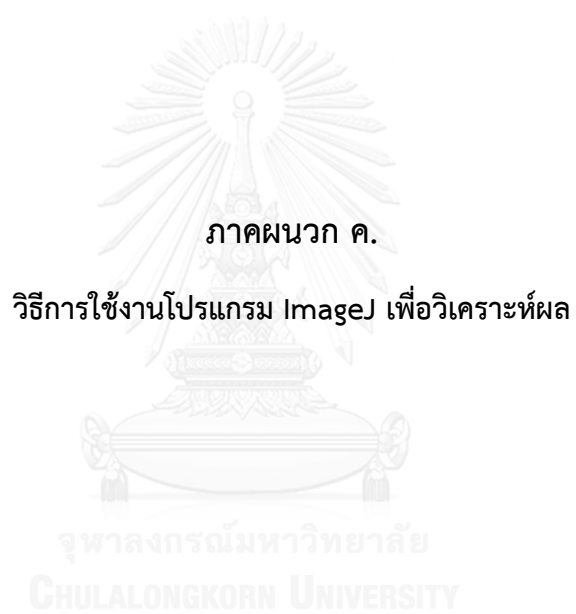 ภาคผนวก ค.
วิธีการใช้งานโปรแกรม ImageJ เพื่อวิเคราะห์ผล
จุฬาลงกรณ์มหาวิทยาลัย
CHULALONGKORN UNIVERSITY